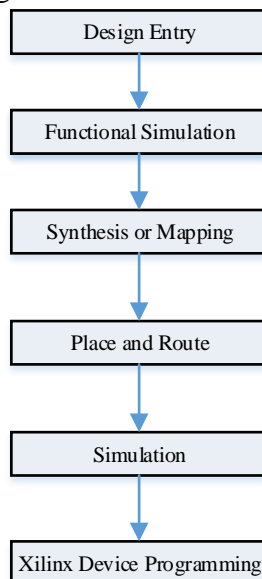 Design Entry
Functional Simulation
Synthesis or Mapping
Place and Route
Simulation
Xilinx Device Programming